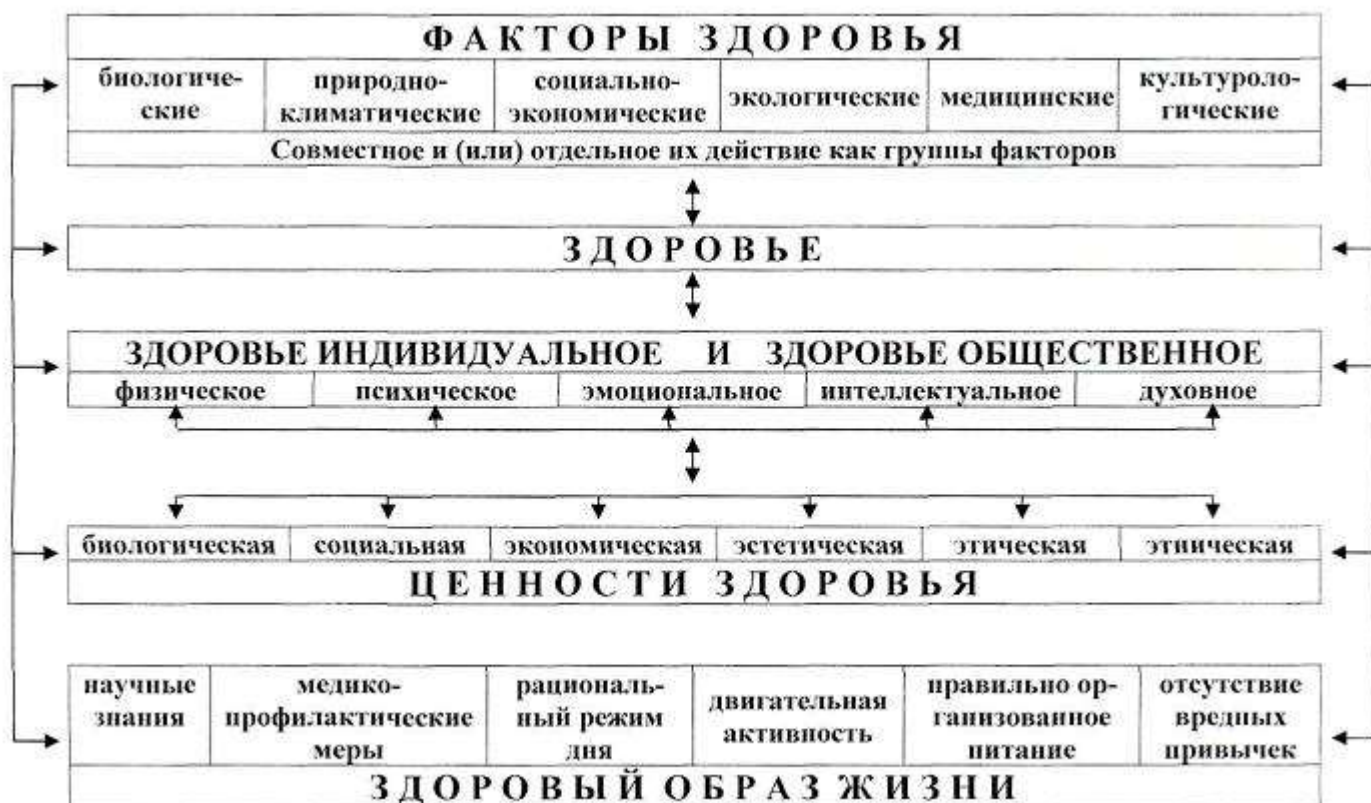 ФАКТОРЫ ЗДОРОВЬЯ
биологиче-
ские
природно-
климатические
социально-
экономические
экологические
медицинские
культуроло-
гические
Совместное и (или) отдельное их действие как группы факторов
ЗДОРОВЬЕ
ЗДОРОВЬЕ ИНДИВИДУАЛЬНОЕ И ЗДОРОВЬЕ ОБЩЕСТВЕННОЕ
физическое
психическое
эмоциональное
интеллектуальное
духовное
биологическая
социальная
экономическая
эстетическая
этическая
этническая
ЦЕННОСТИ ЗДОРОВЬЯ
научные
знания
медико-
профилактические
меры
рациональ-
ный режим
дня
двигательная
активность
правильно ор-
ганизованное
питание
отсутствие
вредных
привычек
ЗДОРОВЫЙ ОБРАЗ ЖИЗНИ